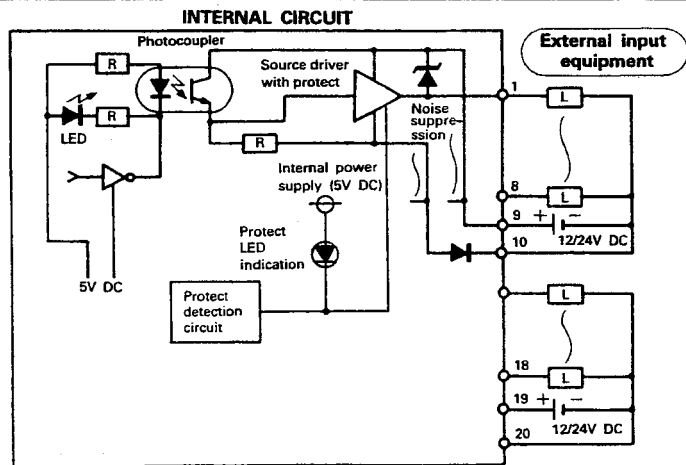 INTERNAL CIRCUIT
Photocoupler
External input
equipment
R
Source driver
with protect
1
L
LED
R
Noise
suppre-
ssion
R
Internal power
supply (5V DC)
8
L
9
+
−
12/24V DC
10
Protect
LED
indication
5V DC
Protect
detection
circuit
L
18
L
19
+
−
12/24V DC
20